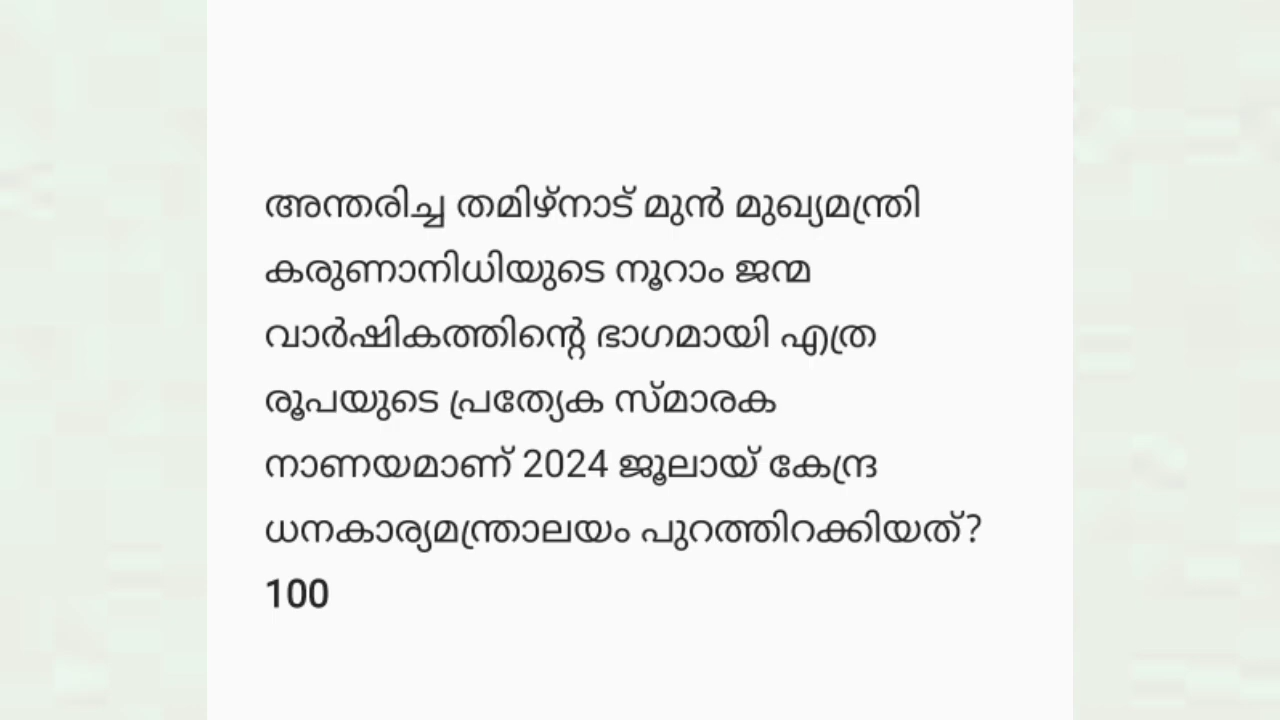 അന്തരിച്ച തമിഴ്നാട് മുൻ മുഖ്യമന്ത്രി
കരുണാനിധിയുടെ നൂറാം ജന്മ
വാർഷികത്തിന്റെ ഭാഗമായി എത്ര
രൂപയുടെ പ്രത്യേക സ്മാരക
നാണയമാണ് 2024 ജൂലായ് കേന്ദ്ര
ധനകാര്യമന്ത്രാലയം പുറത്തിറക്കിയത്?
100